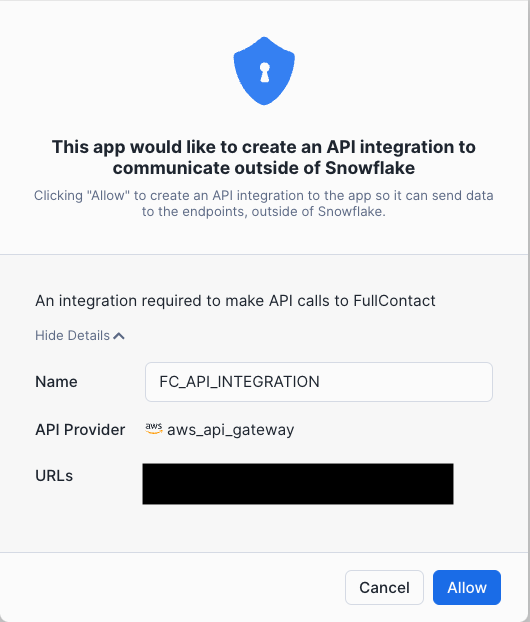 This app would like to create an API integration to
communicate outside of Snowflake
Clicking "Allow" to create an API integration to the app so it can send data
to the endpoints, outside of Snowflake.
An integration required to make API calls to FullContact
Hide Details
Name
FC_API_INTEGRATION
API Provider
aws
aws_api_gateway
URLs
Cancel
Allow